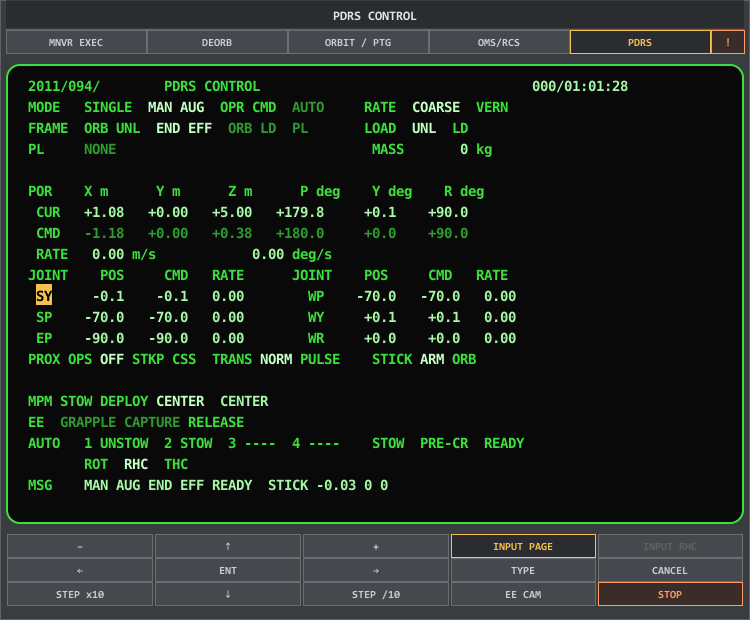 PDRS CONTROL
MNVR EXEC DEORB ORBIT / PTG OMS/RCS PDRS !
2011/094/ PDRS CONTROL 000/01:01:28
MODE SINGLE MAN AUG OPR CMD AUTO RATE COARSE VERN
FRAME ORB UNL END EFF ORB LD PL LOAD UNL LD
PL NONE MASS 0 kg
POR X m Y m Z m P deg Y deg R deg
CUR +1.08 +0.00 +5.00 +179.8 +0.1 +90.0
CMD -1.18 +0.00 +0.38 +180.0 +0.0 +90.0
RATE 0.00 m/s 0.00 deg/s
JOINT POS CMD RATE JOINT POS CMD RATE
SY -0.1 -0.1 0.00 WP -70.0 -70.0 0.00
SP -70.0 -70.0 0.00 WY +0.1 +0.1 0.00
EP -90.0 -90.0 0.00 WR +0.0 +0.0 0.00
PROX OPS OFF STKP CSS TRANS NORM PULSE STICK ARM ORB
MPM STOW DEPLOY CENTER CENTER
EE GRAPPLE CAPTURE RELEASE
AUTO 1 UNSTOW 2 STOW 3 ---- 4 ---- STOW PRE-CR READY
ROT RHC THC
MSG MAN AUG END EFF READY STICK -0.03 0 0
- ↑ + INPUT PAGE INPUT RHC
← ENT → TYPE CANCEL
STEP x10 ↓ STEP /10 EE CAM STOP